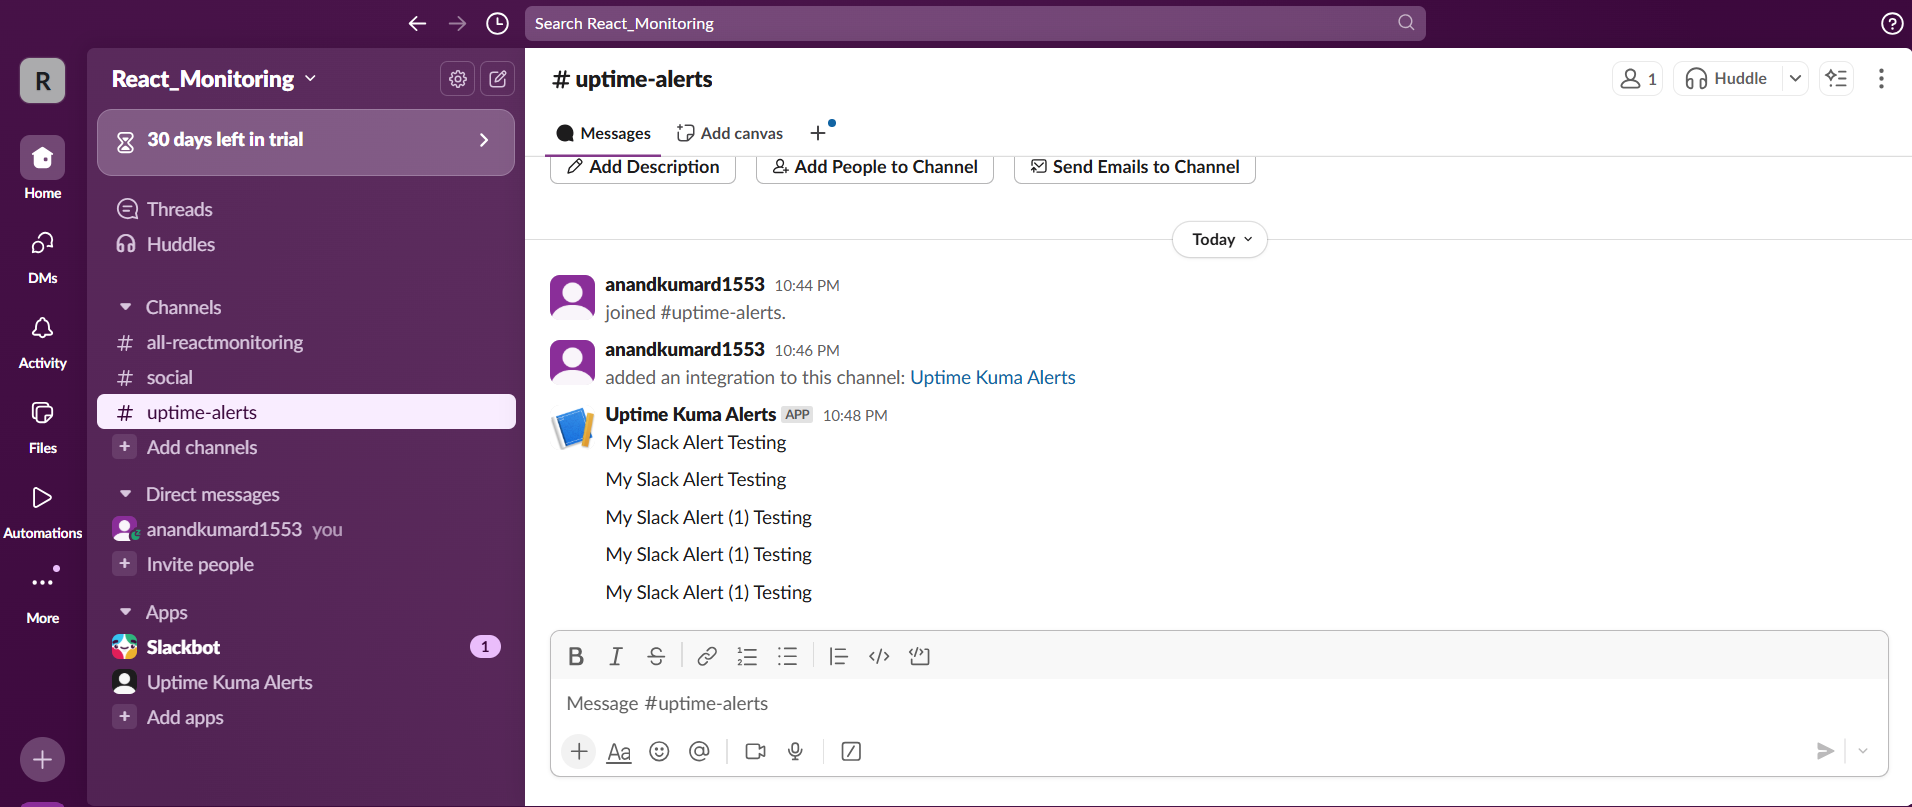 Search React_Monitoring
R
Home
DMs
Activity
Files
Automations
More
React_Monitoring
30 days left in trial
Threads
Huddles
Channels
# all-reactmonitoring
# social
# uptime-alerts
+ Add channels
Direct messages
anandkumard1553 you
+ Invite people
Apps
Slackbot 1
Uptime Kuma Alerts
+ Add apps
# uptime-alerts
1 Huddle
Messages Add canvas +
Add Description Add People to Channel Send Emails to Channel
Today
anandkumard1553 10:44 PM
joined #uptime-alerts.
anandkumard1553 10:46 PM
added an integration to this channel: Uptime Kuma Alerts
Uptime Kuma Alerts APP 10:48 PM
My Slack Alert Testing
My Slack Alert Testing
My Slack Alert (1) Testing
My Slack Alert (1) Testing
My Slack Alert (1) Testing
B I S
Message #uptime-alerts
+ Aa @